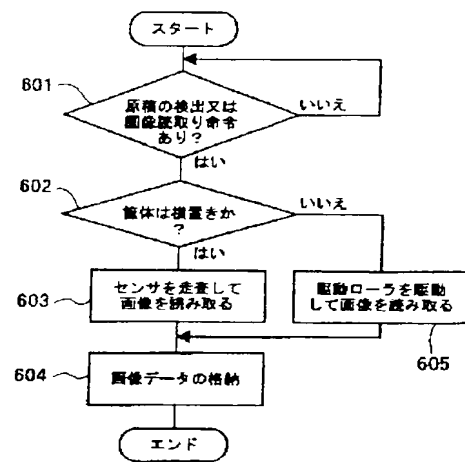 スタート
601
原稿の検出又は
画像読取り命令
あり？
いいえ
はい
602
筐体は横置きか
？
いいえ
はい
603
センサを走査して
画像を読み取る
駆動ローラを駆動
して画像を読み取る
605
604
画像データの格納
エンド